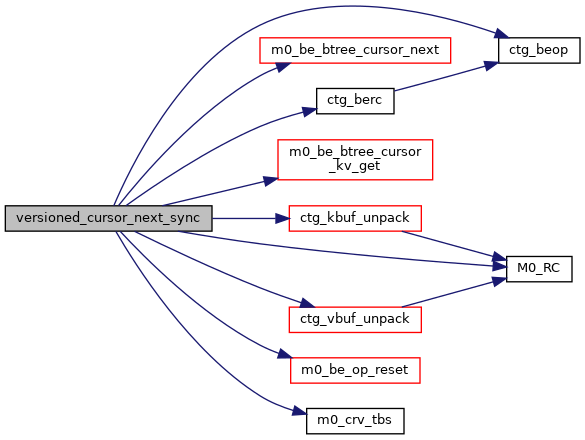 versioned_cursor_next_sync
ctg_beop
m0_be_btree_cursor_next
ctg_berc
m0_be_btree_cursor
_kv_get
ctg_kbuf_unpack
M0_RC
ctg_vbuf_unpack
m0_be_op_reset
m0_crv_tbs